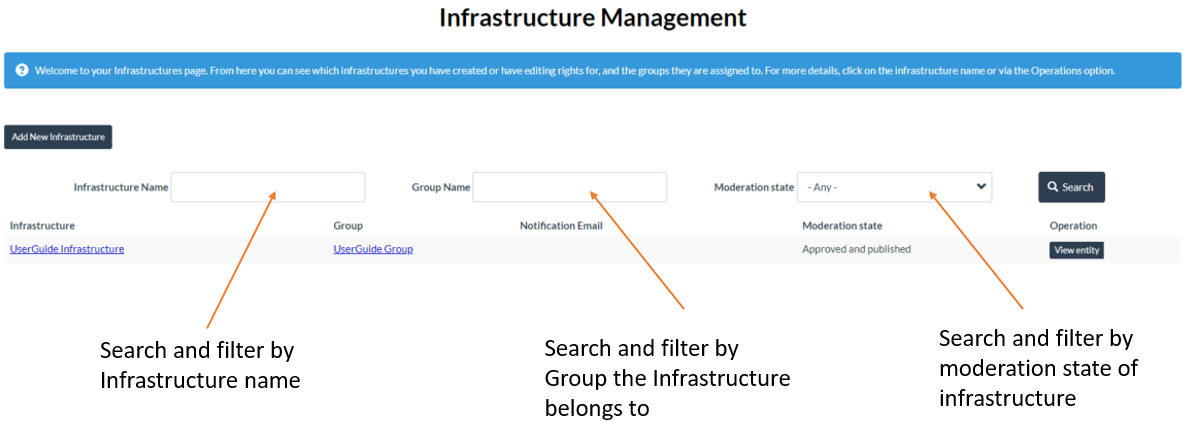 Infrastructure Management
Welcome to your Infrastructures page. From here you can see which infrastructures you have created or have editing rights for, and the groups they are assigned to. For more details, click on the infrastructure name or via the Operations option.
Add New Infrastructure
Infrastructure Name Group Name Moderation state - Any - Search
Infrastructure Group Notification Email Moderation state Operation
UserGuide Infrastructure UserGuide Group Approved and published View entity
Search and filter by
Infrastructure name
Search and filter by
Group the Infrastructure
belongs to
Search and filter by
moderation state of
infrastructure